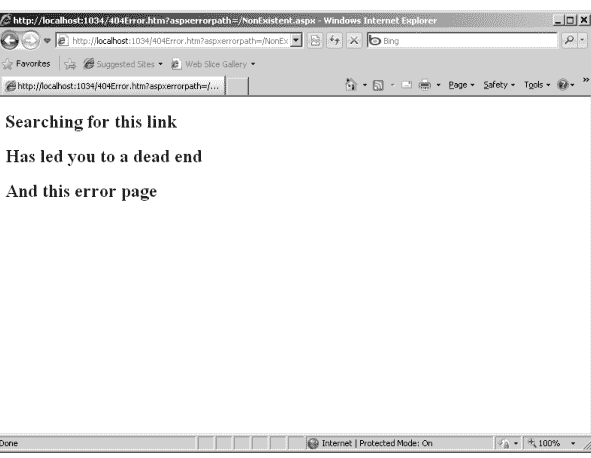 http://localhost:1034/404Error.htm?aspxerrorpath=/NonExistent.aspx - Windows Internet Explorer
http://localhost:1034/404Error.htm?aspxerrorpath=/NonEx
Bing
Favorites Suggested Sites Web Slice Gallery
http://localhost:1034/404Error.htm?aspxerrorpath=/... Page Safety Tools
Searching for this link
Has led you to a dead end
And this error page
Done Internet | Protected Mode: On 100%